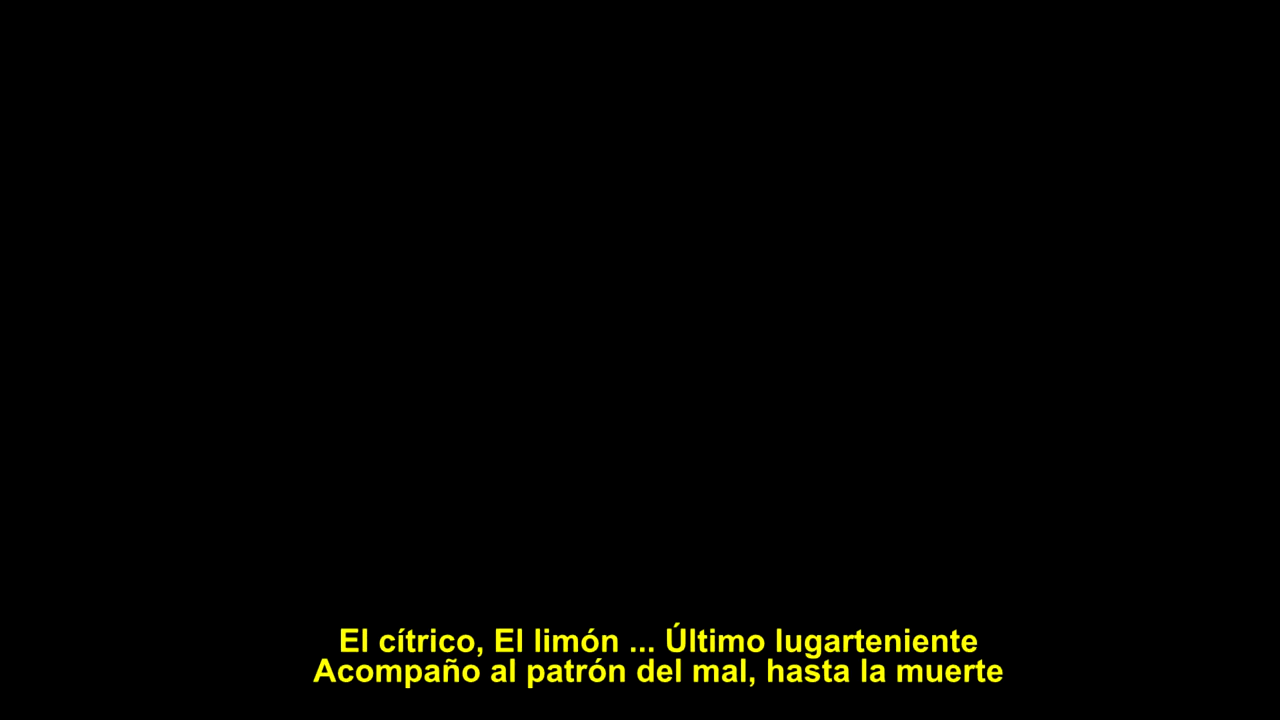 El cítrico, El limón ... Último lugarteniente
Acompaño al patrón del mal, hasta la muerte